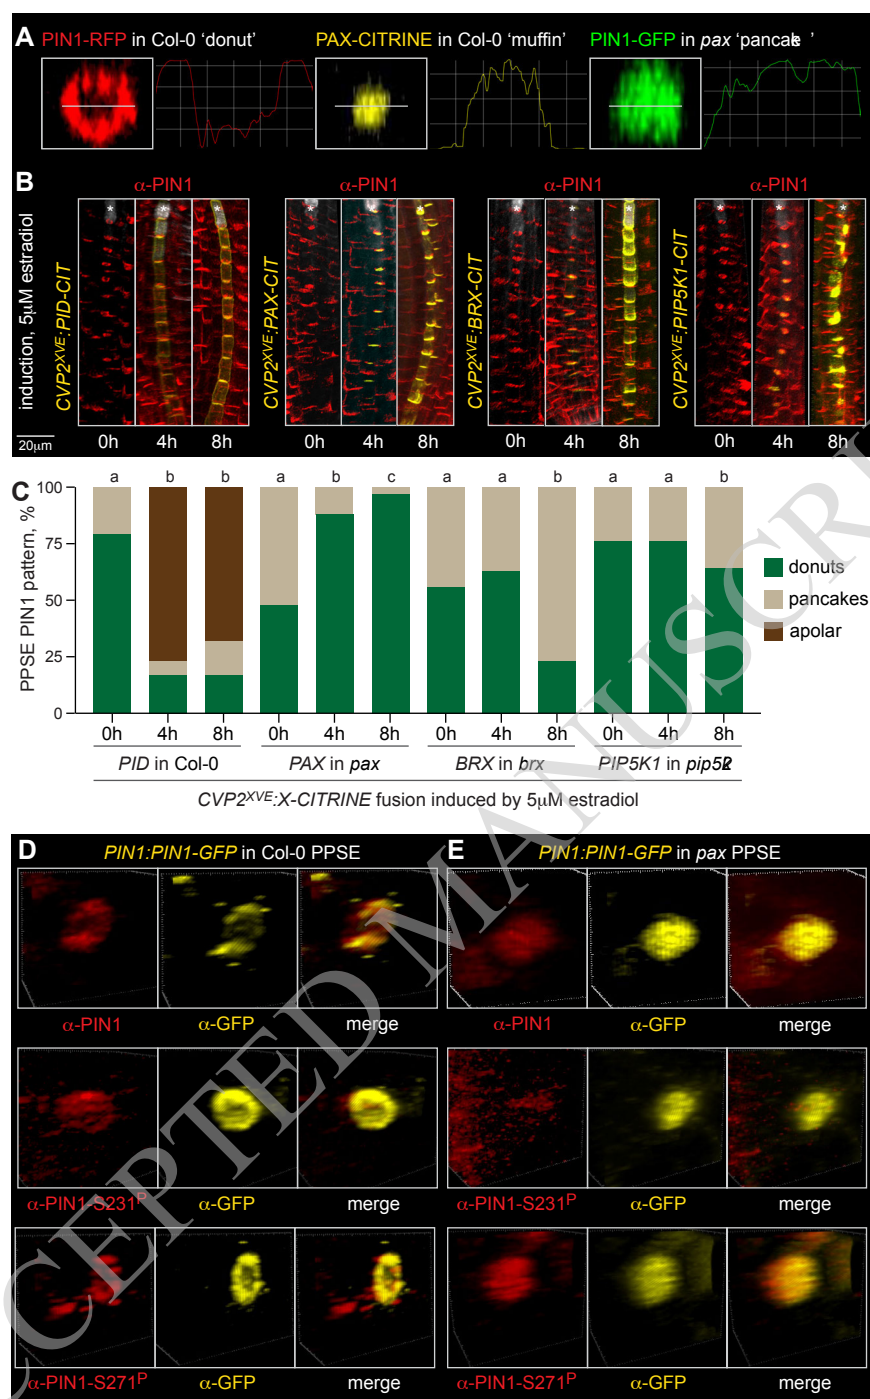 A PIN1-RFP in Col-0 ‘donut’ PAX-CITRINE in Col-0 ‘muffin’ PIN1-GFP in pax ‘pancake’
B α-PIN1 α-PIN1 α-PIN1 α-PIN1
induction, 5μM estradiol
CVP2XVE:PID-CIT
CVP2XVE:PAX-CIT
CVP2XVE:BRX-CIT
CVP2XVE:PIP5K1-CIT
* * * * * * * * * * * *
20μm 0h 4h 8h 0h 4h 8h 0h 4h 8h 0h 4h 8h
C
a b b a b c a a b a a b
PPSE PIN1 pattern, %
100
75
50
25
0
donuts
pancakes
apolar
0h 4h 8h 0h 4h 8h 0h 4h 8h 0h 4h 8h
PID in Col-0 PAX in pax BRX in brx PIP5K1 in pip5k2
CVP2XVE:X-CITRINE fusion induced by 5μM estradiol
D PIN1:PIN1-GFP in Col-0 PPSE E PIN1:PIN1-GFP in pax PPSE
α-PIN1 α-GFP merge α-PIN1 α-GFP merge
α-PIN1-S231P α-GFP merge α-PIN1-S231P α-GFP merge
α-PIN1-S271P α-GFP merge α-PIN1-S271P α-GFP merge
CCEPTED MANUSCRI